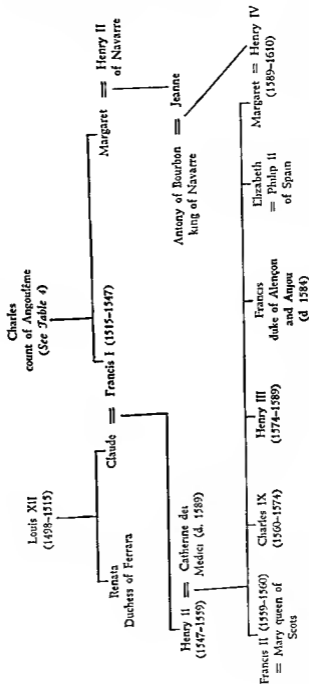 Charles
count of Angoulême
(See Table 4)
Louis XII
(1498–1515)
Renata
Duchess of Ferrara
Claude = Francis I (1515–1547)
Margaret = Henry II
of Navarre
Antony of Bourbon = Jeanne
king of Navarre
Henry II = Catherine dei
(1547–1559) Medici (d. 1589)
Francis II (1559–1560)
= Mary queen of
Scots
Charles IX
(1560–1574)
Henry III
(1574–1589)
Francis
duke of Alençon
and Anjou
(d 1584)
Elizabeth
= Philip II
of Spain
Margaret = Henry IV
(1589–1610)